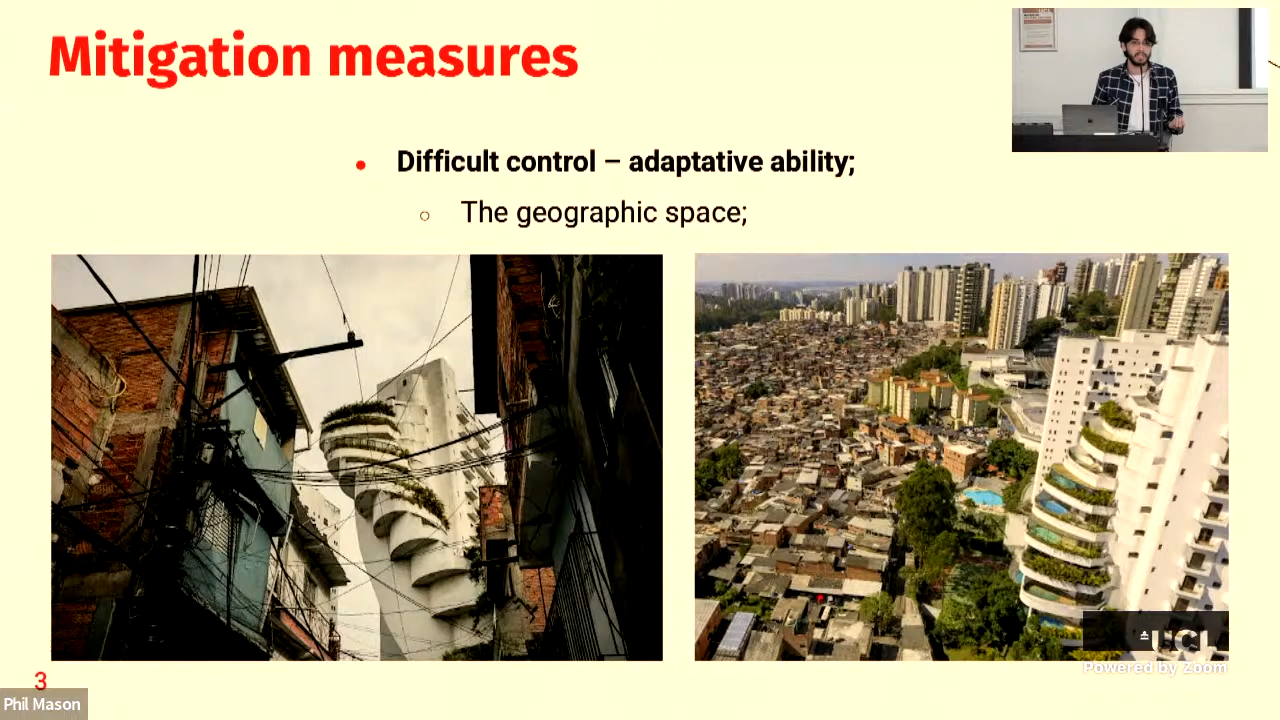 Mitigation measures
Difficult control – adaptative ability;
The geographic space;
UCL
Powered by Zoom
3
Phil Mason